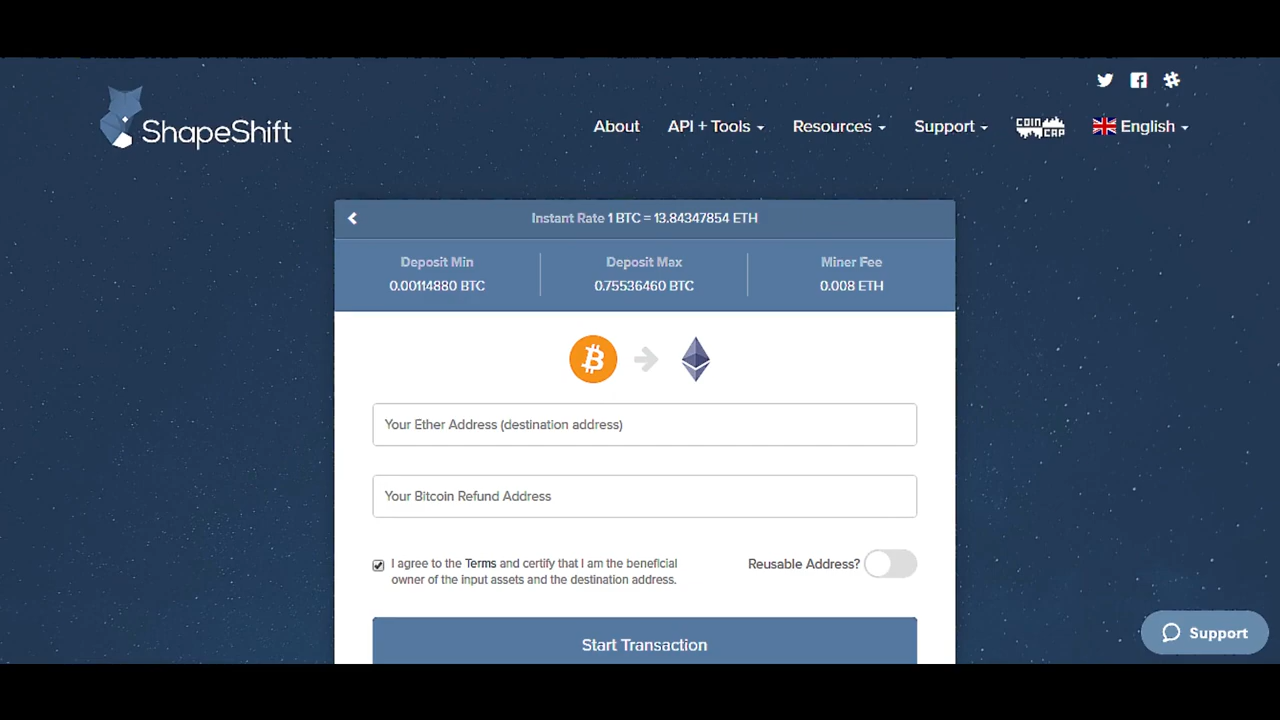 ShapeShift
About
API + Tools
Resources
Support
COIN CAP
English
Instant Rate 1 BTC = 13.84347854 ETH
Deposit Min
Deposit Max
Miner Fee
0.00114880 BTC
0.75536460 BTC
0.008 ETH
Your Ether Address (destination address)
Your Bitcoin Refund Address
I agree to the Terms and certify that I am the beneficial
owner of the input assets and the destination address.
Reusable Address?
Start Transaction
Support